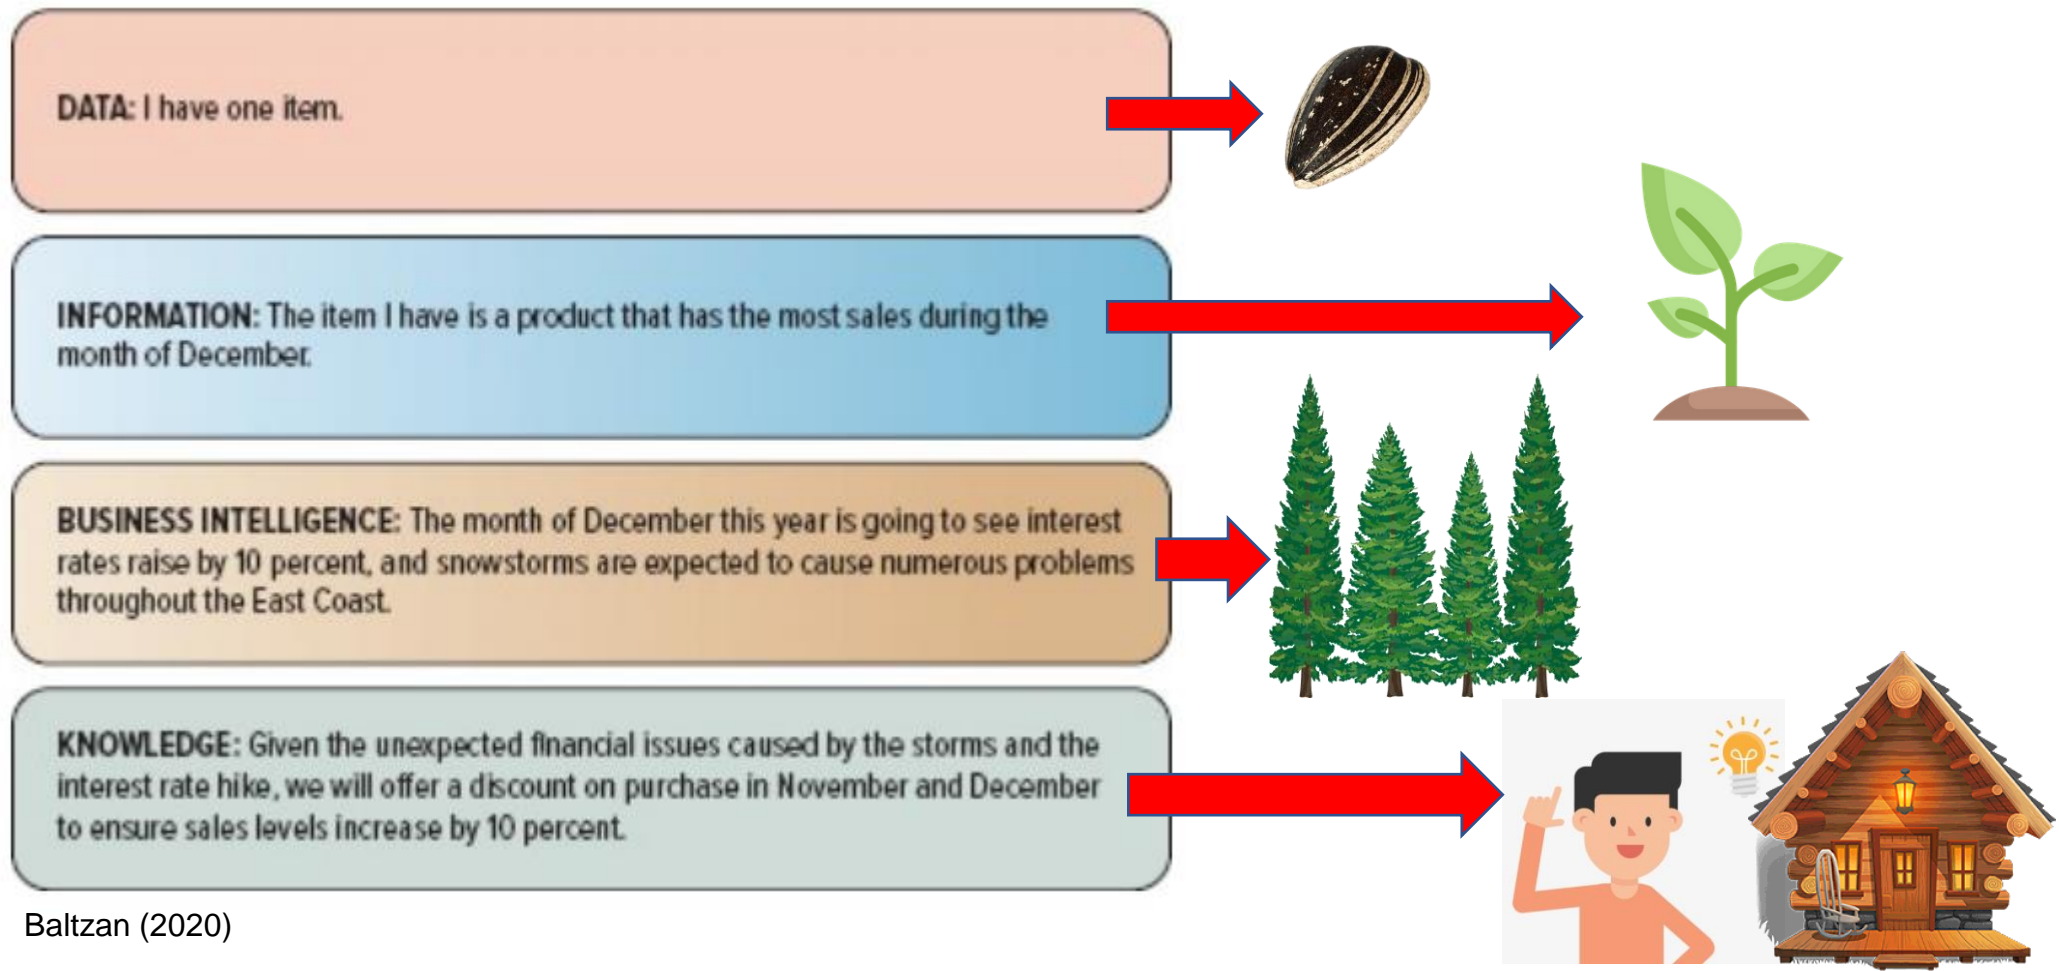 DATA: I have one item.
INFORMATION: The item I have is a product that has the most sales during the
month of December.
BUSINESS INTELLIGENCE: The month of December this year is going to see interest
rates raise by 10 percent, and snowstorms are expected to cause numerous problems
throughout the East Coast.
KNOWLEDGE: Given the unexpected financial issues caused by the storms and the
interest rate hike, we will offer a discount on purchase in November and December
to ensure sales levels increase by 10 percent.
Baltzan (2020)